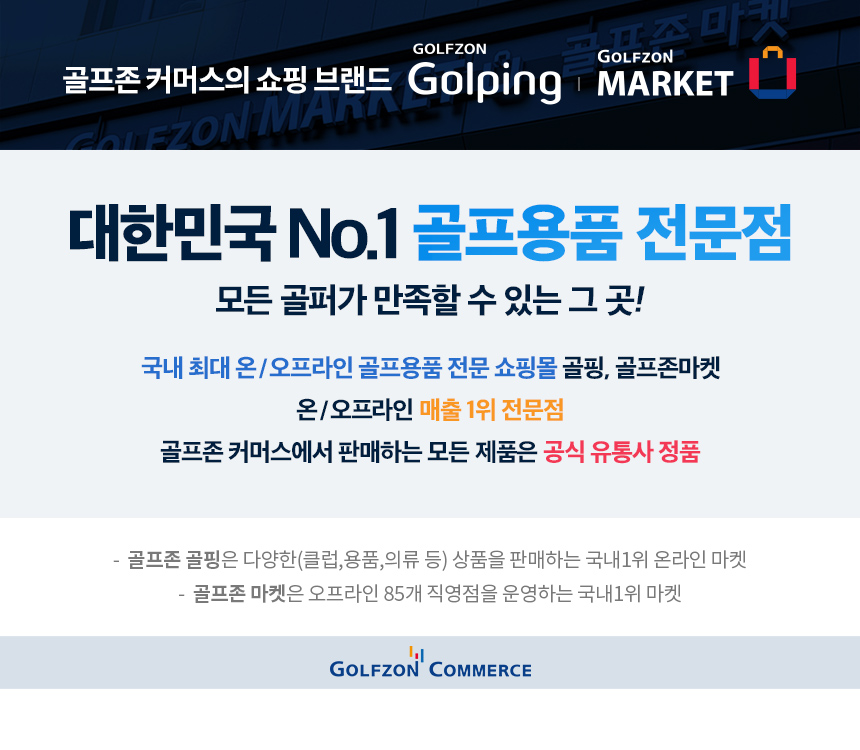 골프존 커머스의 쇼핑 브랜드 GOLFZON Golping | GOLFZON MARKET
GOLFZON MARKET 골프존마켓
대한민국 No.1 골프용품 전문점
모든 골퍼가 만족할 수 있는 그 곳!
국내 최대 온/오프라인 골프용품 전문 쇼핑몰 골핑, 골프존마켓
온/오프라인 매출 1위 전문점
골프존 커머스에서 판매하는 모든 제품은 공식 유통사 정품
- 골프존 골핑은 다양한(클럽,용품,의류 등) 상품을 판매하는 국내1위 온라인 마켓
- 골프존 마켓은 오프라인 85개 직영점을 운영하는 국내1위 마켓
GOLFZON COMMERCE